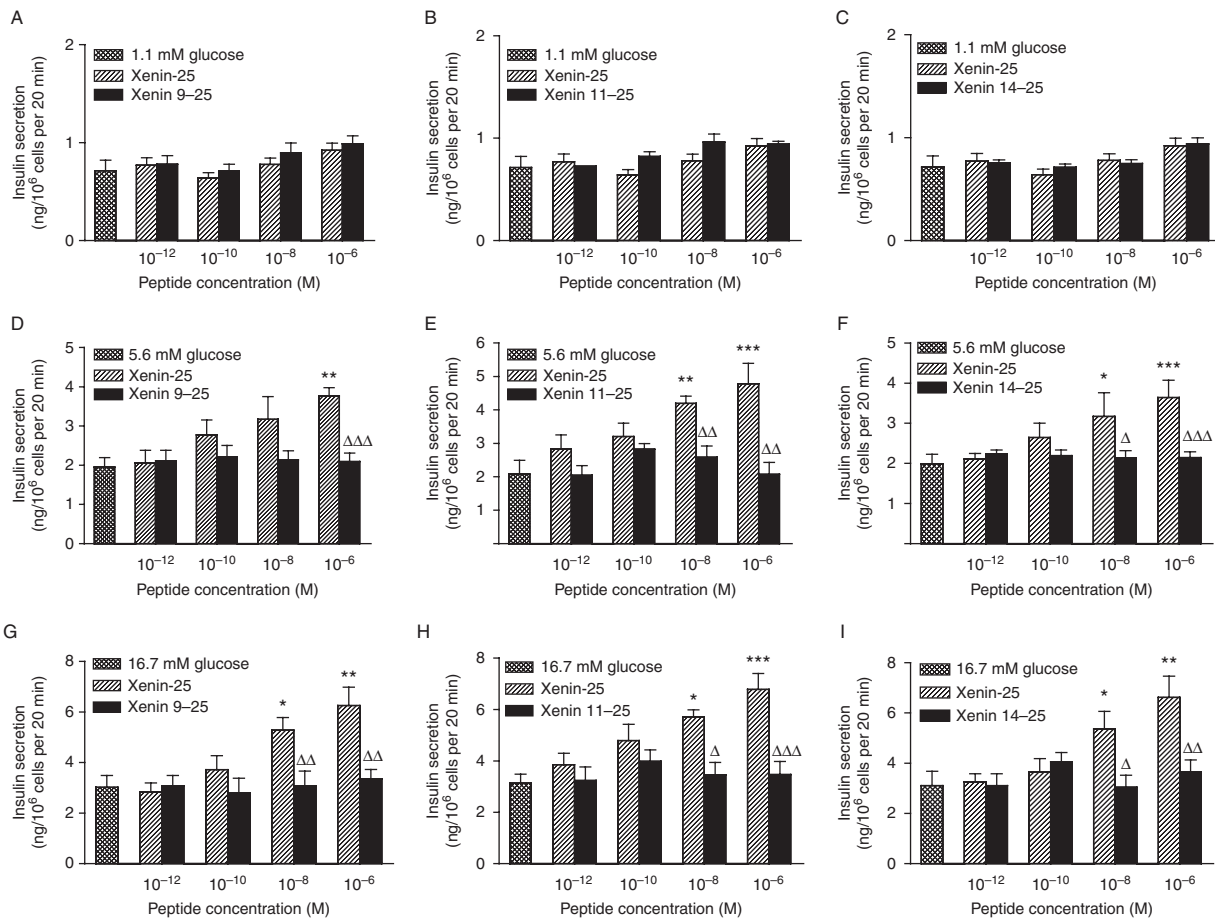 A
Insulin secretion
(ng/10⁶ cells per 20 min)
2
1
0
1.1 mM glucose
Xenin-25
Xenin 9–25
10⁻¹² 10⁻¹⁰ 10⁻⁸ 10⁻⁶
Peptide concentration (M)
B
Insulin secretion
(ng/10⁶ cells per 20 min)
2
1
0
1.1 mM glucose
Xenin-25
Xenin 11–25
10⁻¹² 10⁻¹⁰ 10⁻⁸ 10⁻⁶
Peptide concentration (M)
C
Insulin secretion
(ng/10⁶ cells per 20 min)
2
1
0
1.1 mM glucose
Xenin-25
Xenin 14–25
10⁻¹² 10⁻¹⁰ 10⁻⁸ 10⁻⁶
Peptide concentration (M)
D
Insulin secretion
(ng/10⁶ cells per 20 min)
5
4
3
2
1
0
5.6 mM glucose
Xenin-25
Xenin 9–25
**
ΔΔΔ
10⁻¹² 10⁻¹⁰ 10⁻⁸ 10⁻⁶
Peptide concentration (M)
E
Insulin secretion
(ng/10⁶ cells per 20 min)
6
5
4
3
2
1
5.6 mM glucose
Xenin-25
Xenin 11–25
** ***
ΔΔ ΔΔ
10⁻¹² 10⁻¹⁰ 10⁻⁸ 10⁻⁶
Peptide concentration (M)
F
Insulin secretion
(ng/10⁶ cells per 20 min)
5
4
3
2
1
0
5.6 mM glucose
Xenin-25
Xenin 14–25
* ***
Δ ΔΔΔ
10⁻¹² 10⁻¹⁰ 10⁻⁸ 10⁻⁶
Peptide concentration (M)
G
Insulin secretion
(ng/10⁶ cells per 20 min)
8
6
4
2
0
16.7 mM glucose
Xenin-25
Xenin 9–25
* **
ΔΔ ΔΔ
10⁻¹² 10⁻¹⁰ 10⁻⁸ 10⁻⁶
Peptide concentration (M)
H
Insulin secretion
(ng/10⁶ cells per 20 min)
8
6
4
2
0
16.7 mM glucose
Xenin-25
Xenin 11–25
* ***
Δ ΔΔΔ
10⁻¹² 10⁻¹⁰ 10⁻⁸ 10⁻⁶
Peptide concentration (M)
I
Insulin secretion
(ng/10⁶ cells per 20 min)
8
6
4
2
0
16.7 mM glucose
Xenin-25
Xenin 14–25
* **
Δ ΔΔ
10⁻¹² 10⁻¹⁰ 10⁻⁸ 10⁻⁶
Peptide concentration (M)